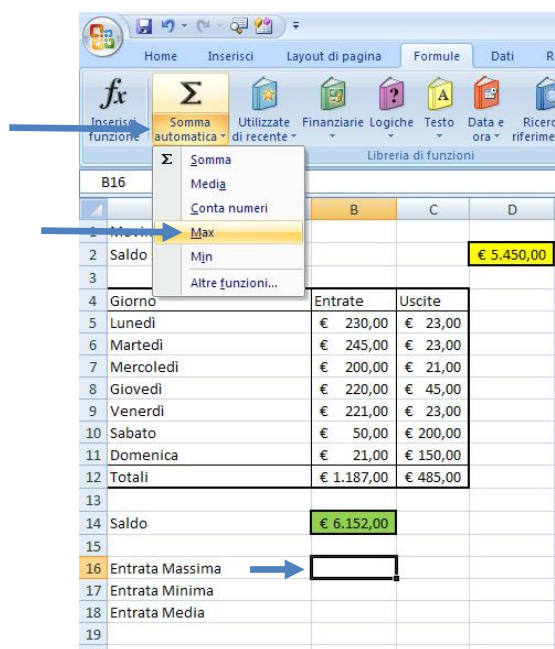 Home Inserisci Layout di pagina Formule Dati
fx Σ
Inserisci funzione
Somma automatica
Utilizzate di recente
Finanziarie
Logiche
Testo
Data e ora
Libreria di funzioni
Σ Somma
Media
Conta numeri
Max
Min
Altre funzioni...
B16
B C D
1
2 Saldo € 5.450,00
3
4 Giorno Entrate Uscite
5 Lunedì € 230,00 € 23,00
6 Martedì € 245,00 € 23,00
7 Mercoledì € 200,00 € 21,00
8 Giovedì € 220,00 € 45,00
9 Venerdì € 221,00 € 23,00
10 Sabato € 50,00 € 200,00
11 Domenica € 21,00 € 150,00
12 Totali € 1.187,00 € 485,00
13
14 Saldo € 6.152,00
15
16 Entrata Massima
17 Entrata Minima
18 Entrata Media
19